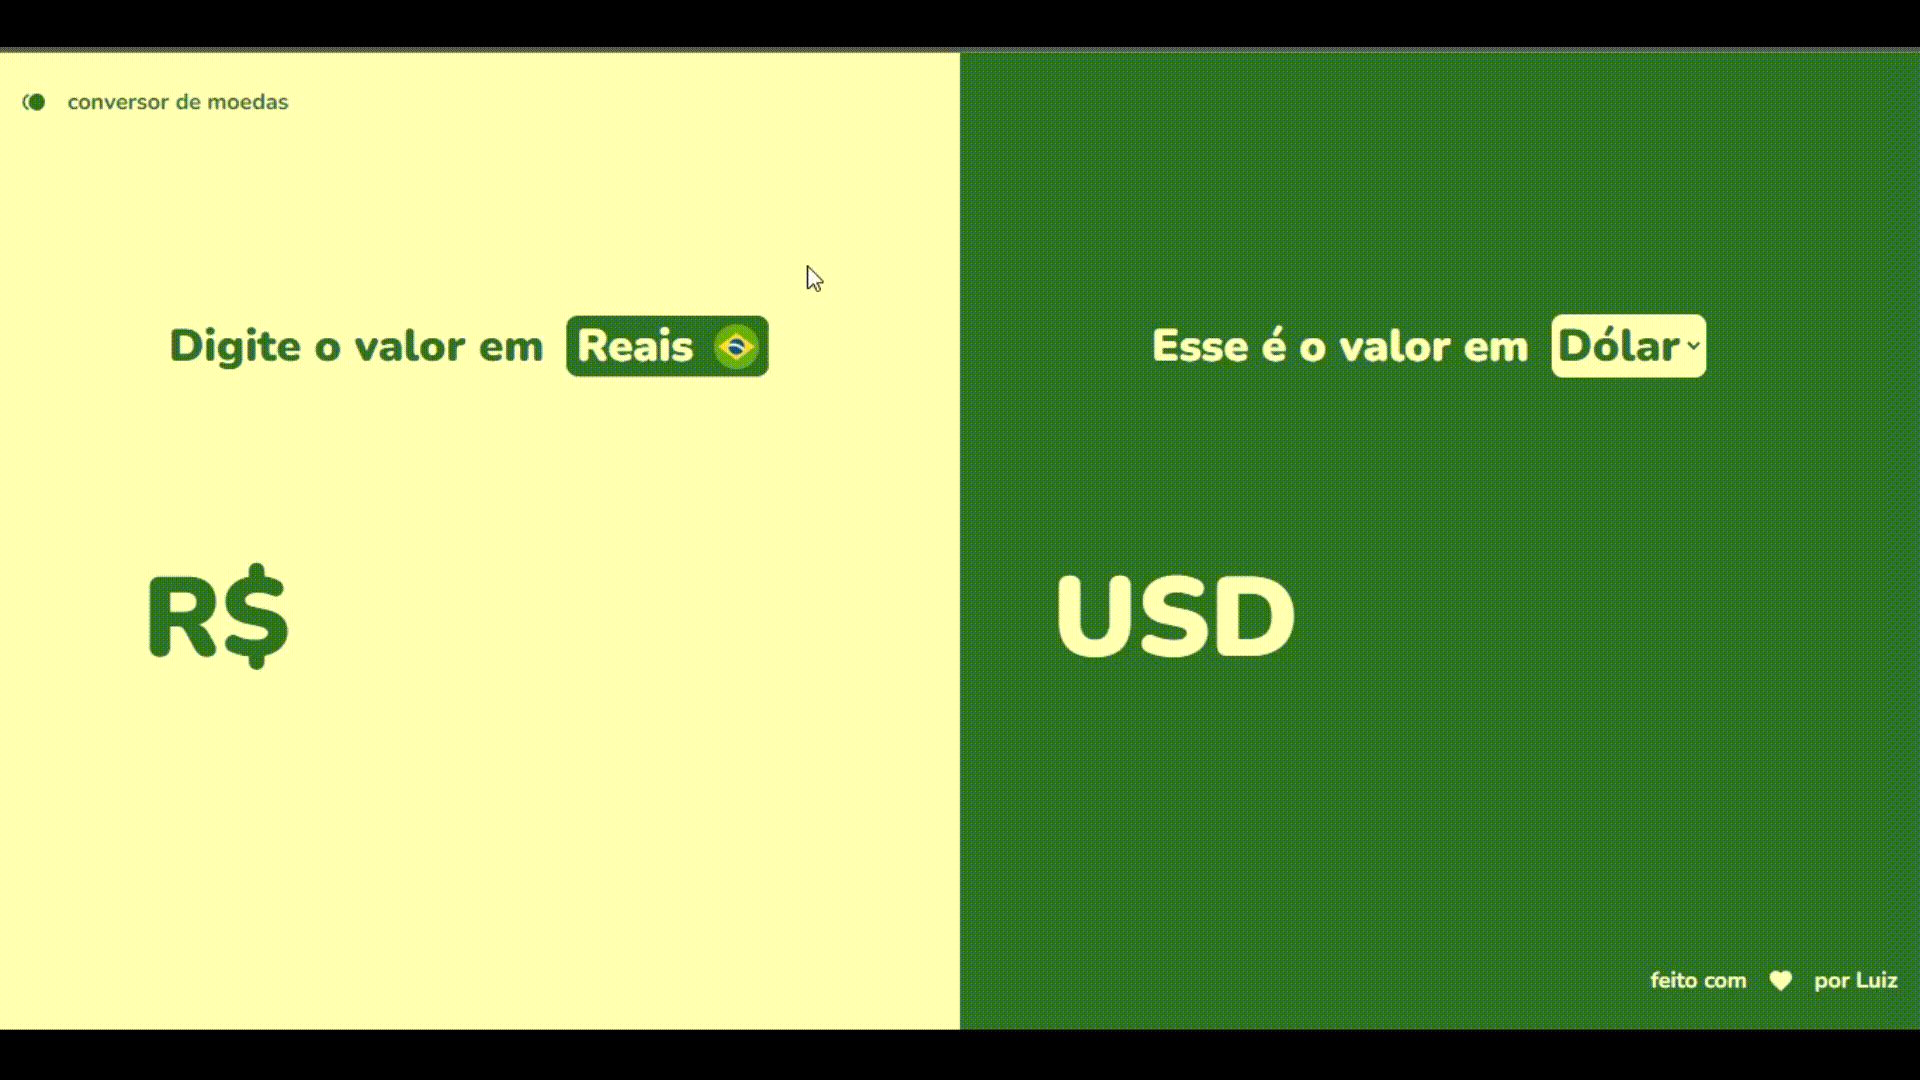 conversor de moedas
Digite o valor em Reais
R$
Esse é o valor em Dólar
USD
feito com por Luiz